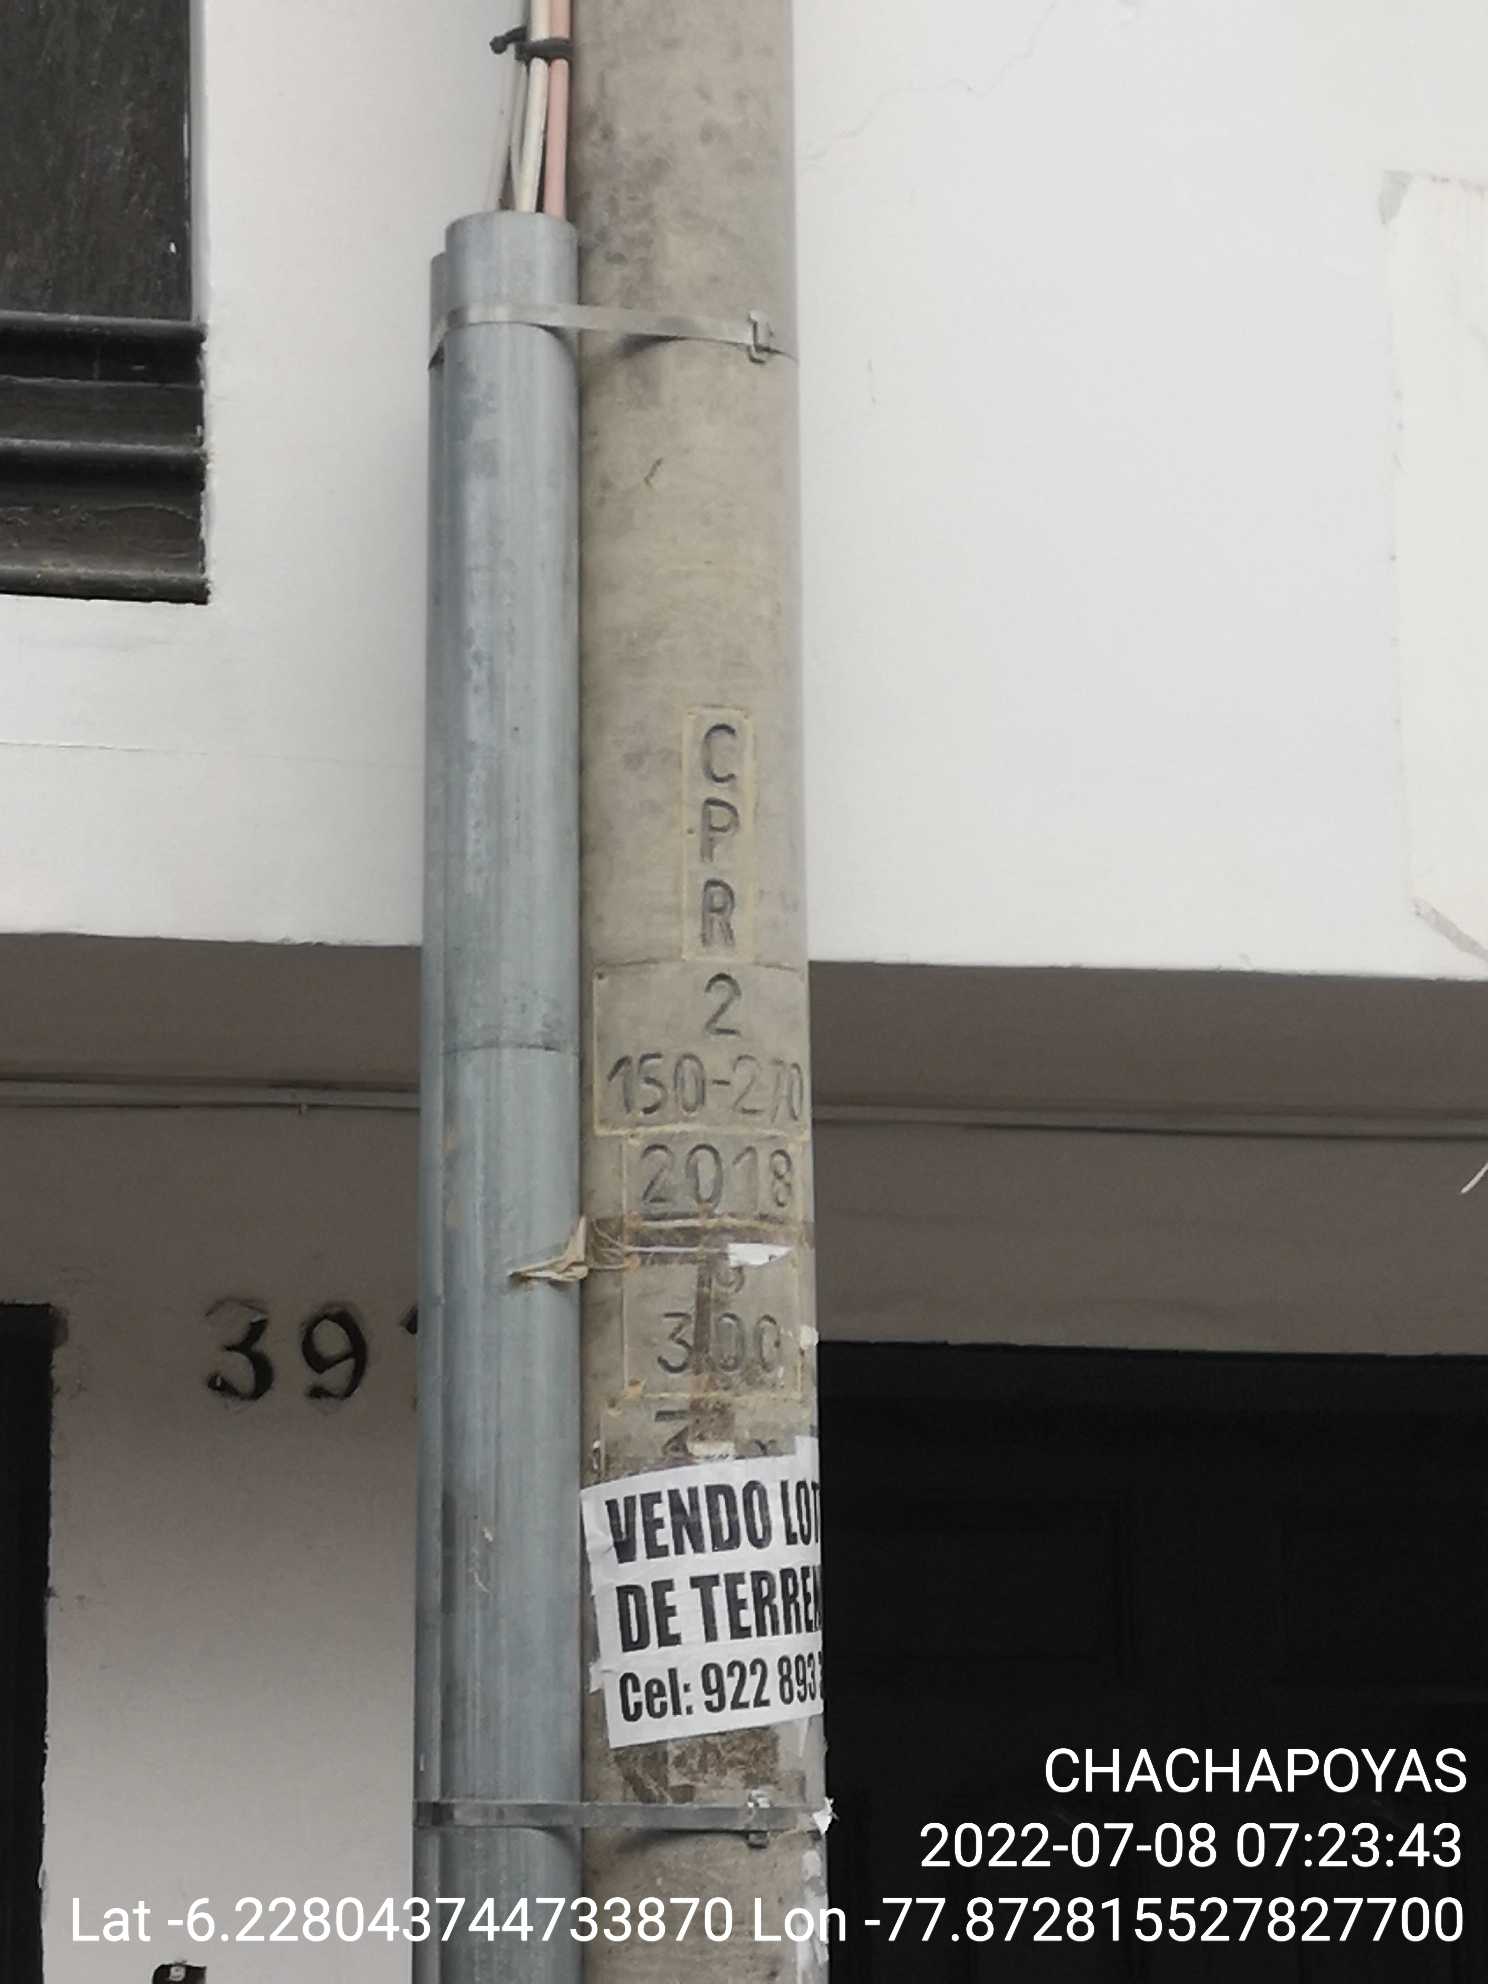 C
P
R
2
150-270
2018
300
39
VENDO LOT
DE TERREN
Cel: 922 893
CHACHAPOYAS
2022-07-08 07:23:43
Lat -6.228043744733870 Lon -77.872815527827700